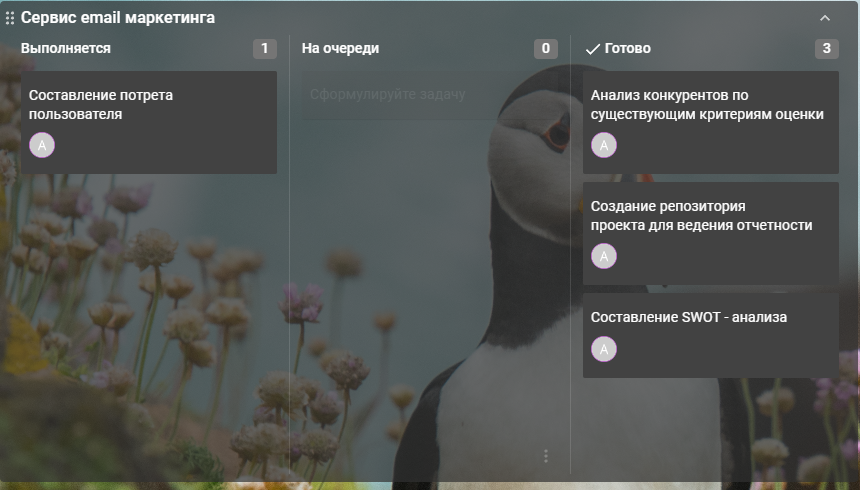 Сервис email маркетинга
Выполняется 1
Составление потрета
пользователя
А
На очереди 0
Сформулируйте задачу
Готово 3
Анализ конкурентов по
существующим критериям оценки
А
Создание репозитория
проекта для ведения отчетности
А
Составление SWOT - анализа
А